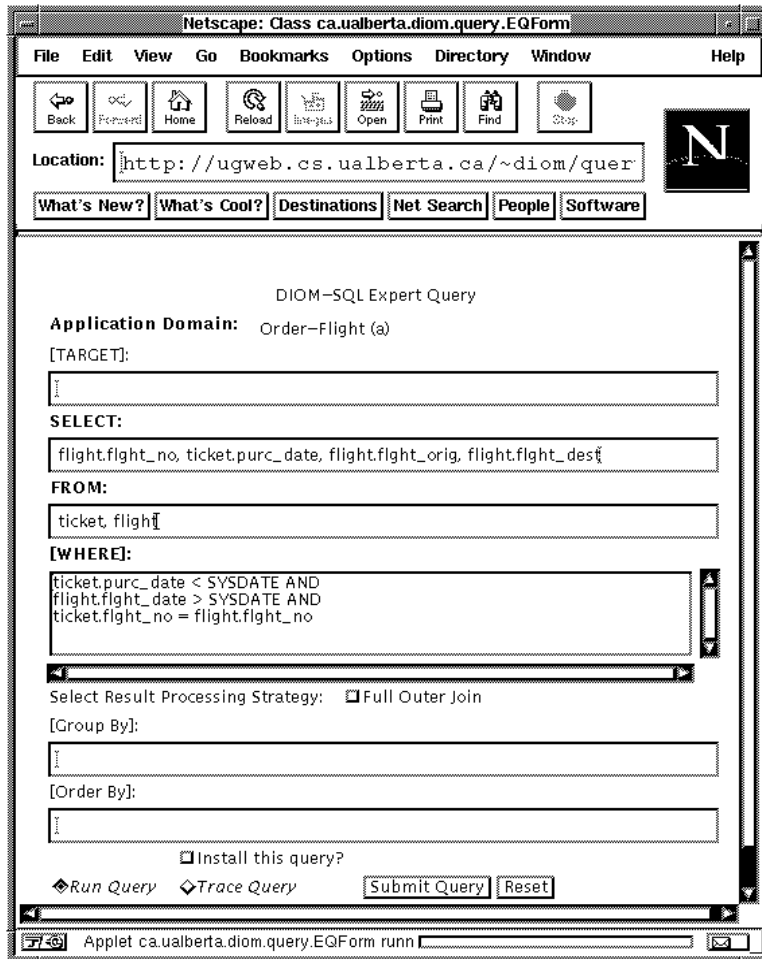 Netscape: Class ca.ualberta.diom.query.EQForm
File Edit View Go Bookmarks Options Directory Window Help
Back Forward Home Reload Images Open Print Find Stop
N
Location: http://ugweb.cs.ualberta.ca/~diom/quer
What's New? What's Cool? Destinations Net Search People Software
DIOM-SQL Expert Query
Application Domain: Order-Flight (a)
[TARGET]:
SELECT:
flight.flght_no, ticket.purc_date, flight.flght_orig, flight.flght_dest
FROM:
ticket, flight
[WHERE]:
ticket.purc_date < SYSDATE AND
flight.flght_date > SYSDATE AND
ticket.flght_no = flight.flght_no
Select Result Processing Strategy: Full Outer Join
[Group By]:
[Order By]:
Install this query?
Run Query Trace Query Submit Query Reset
Applet ca.ualberta.diom.query.EQForm runn